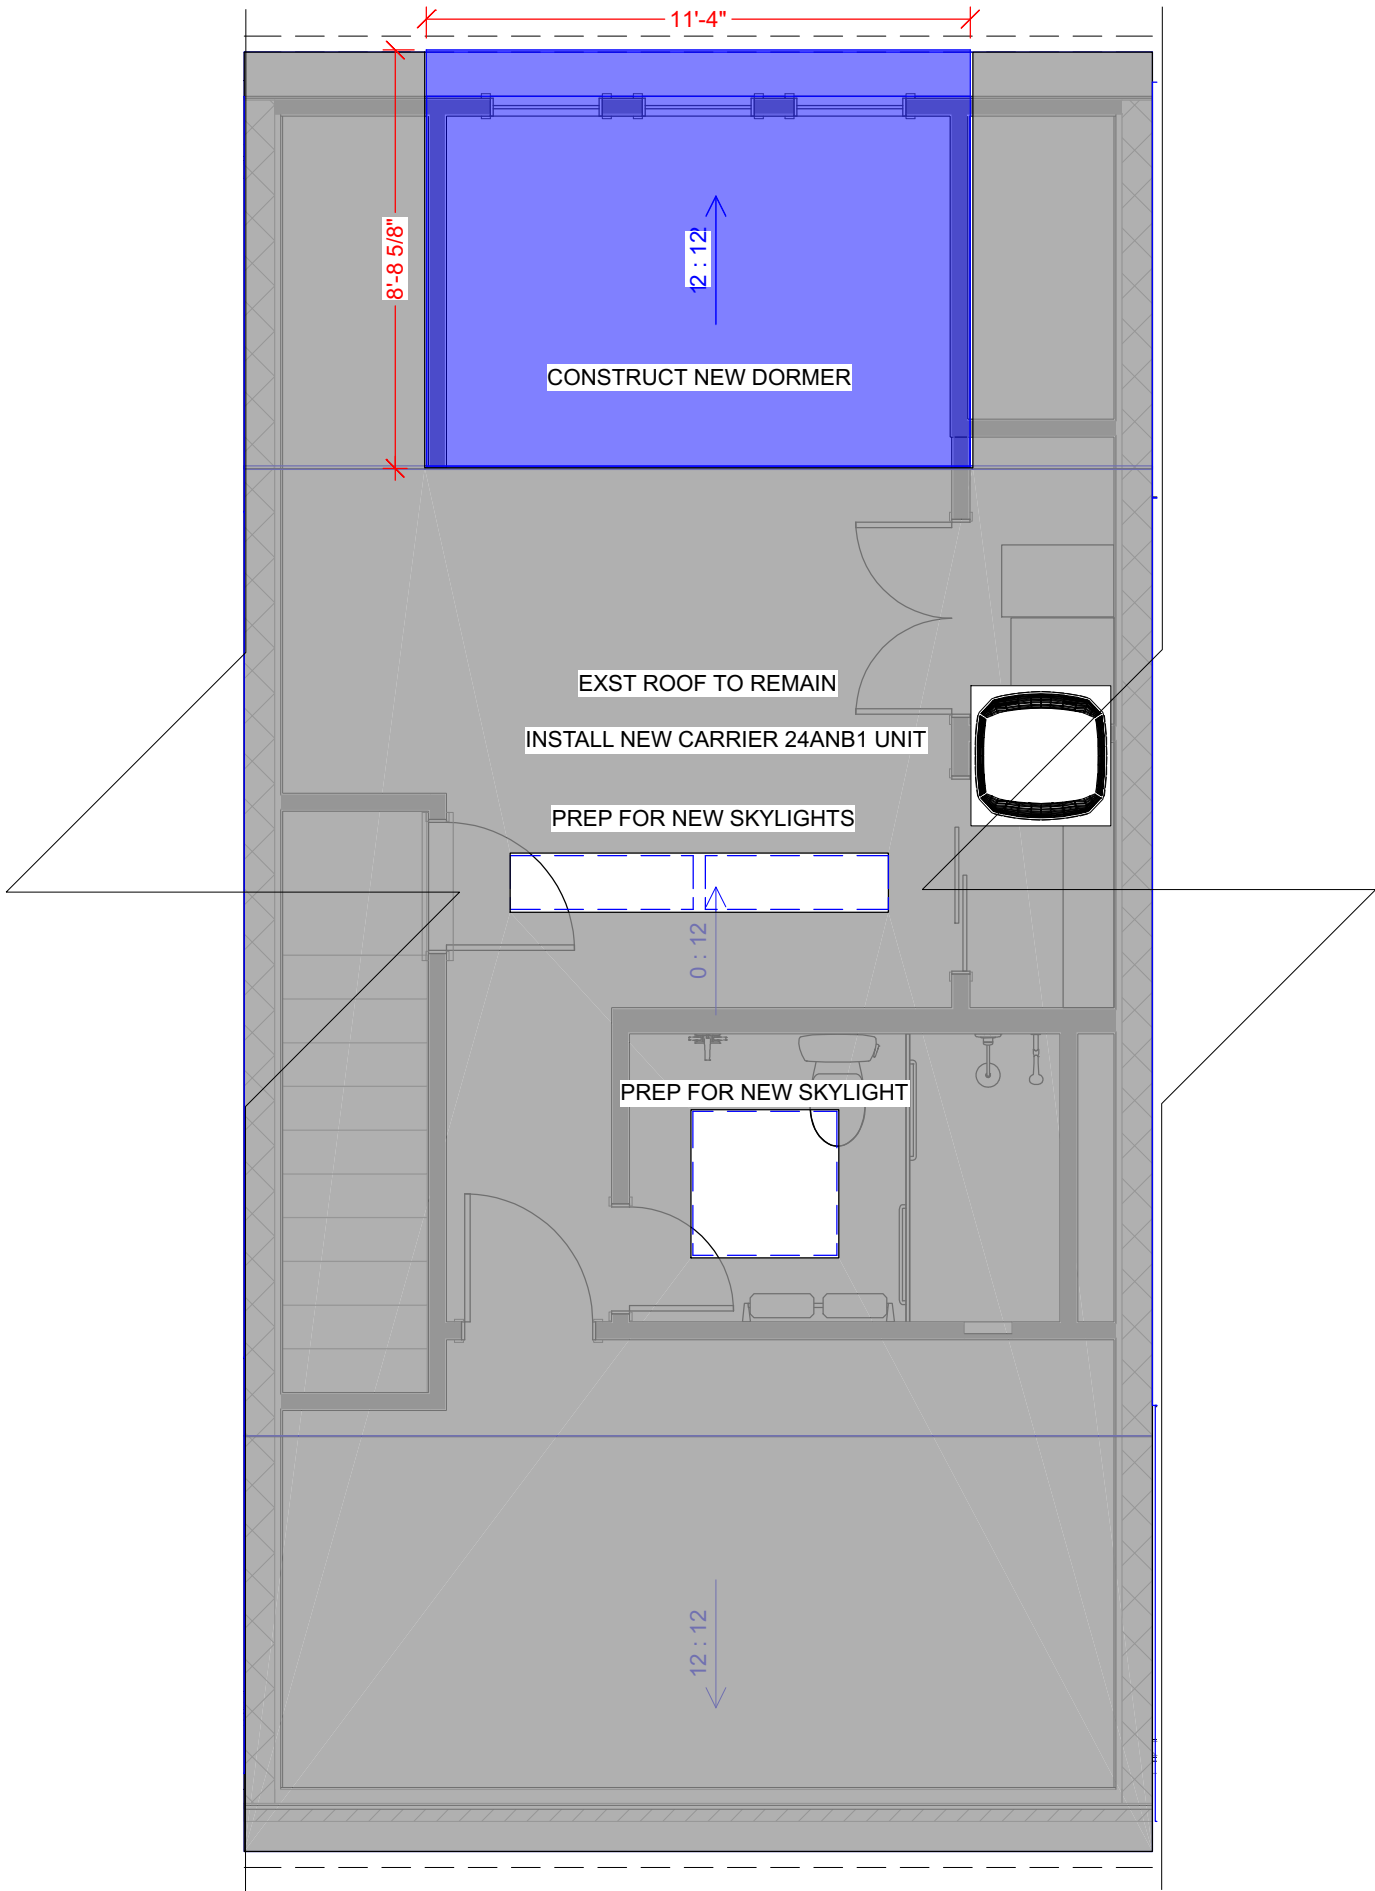 11'-4"
8'-8 5/8"
12 : 12
CONSTRUCT NEW DORMER
EXST ROOF TO REMAIN
INSTALL NEW CARRIER 24ANB1 UNIT
PREP FOR NEW SKYLIGHTS
0 : 12
PREP FOR NEW SKYLIGHT
12 : 12